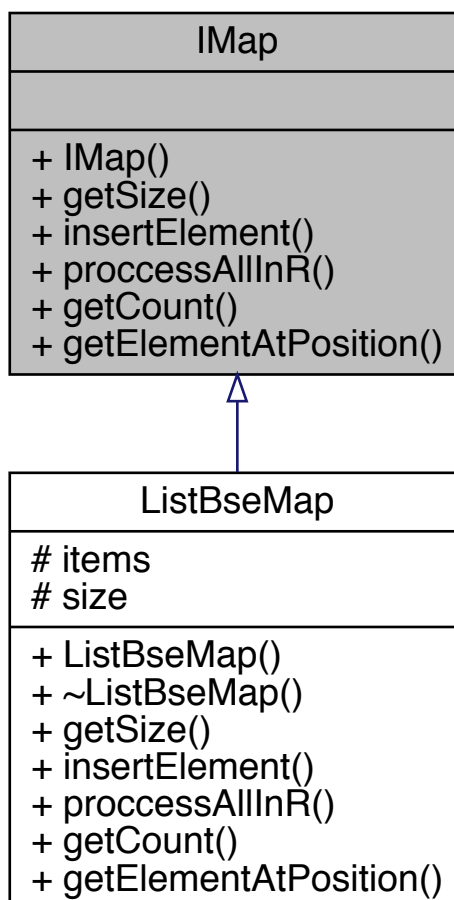 IMap
+ IMap()
+ getSize()
+ insertElement()
+ proccessAllInR()
+ getCount()
+ getElementAtPosition()
ListBseMap
# items
# size
+ ListBseMap()
+ ~ListBseMap()
+ getSize()
+ insertElement()
+ proccessAllInR()
+ getCount()
+ getElementAtPosition()